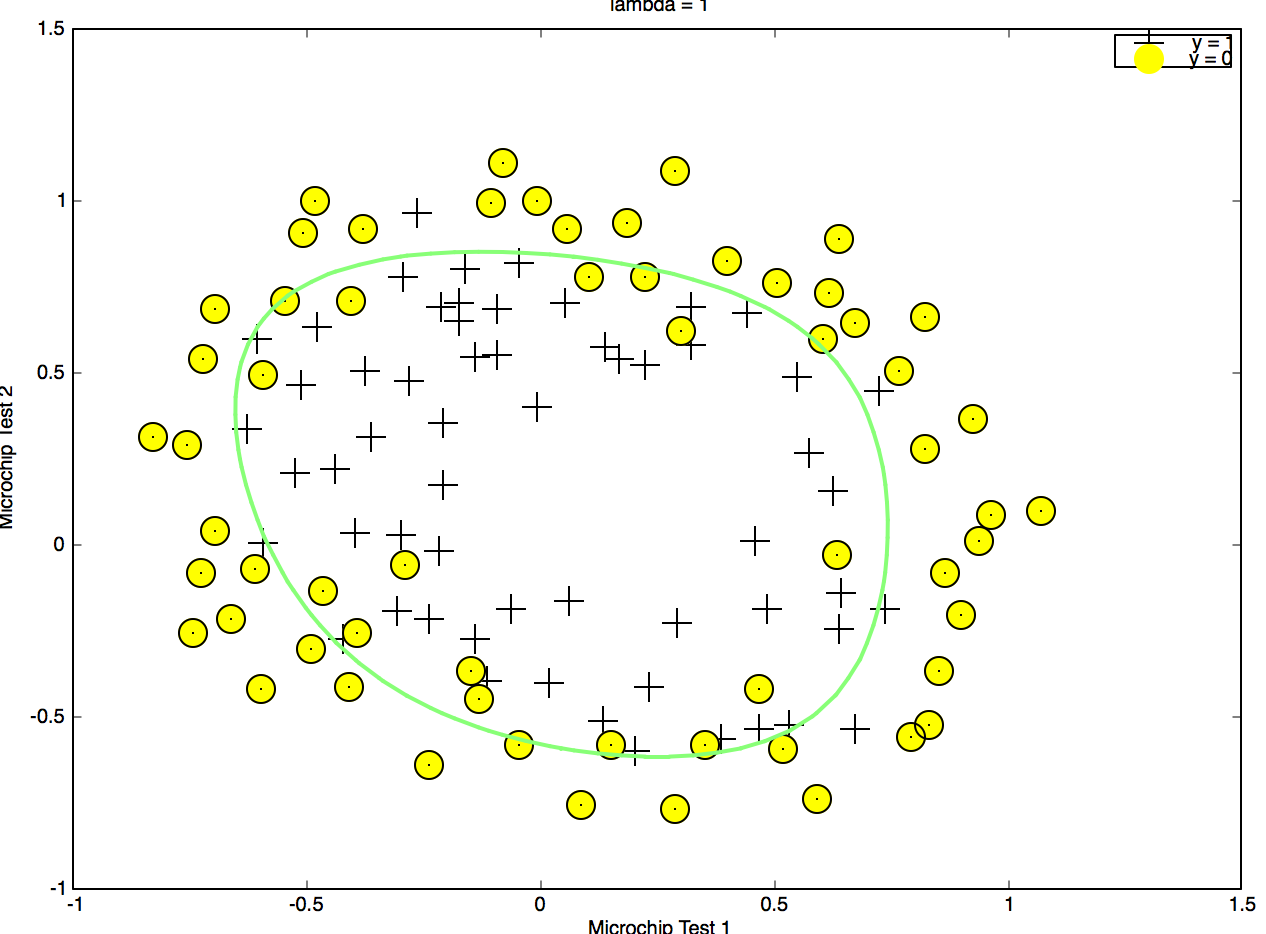 lambda = 1
1.5
y = 1
y = 0
1
0.5
0
-0.5
-1
Microchip Test 2
-1
-0.5
0
0.5
1
1.5
Microchip Test 1